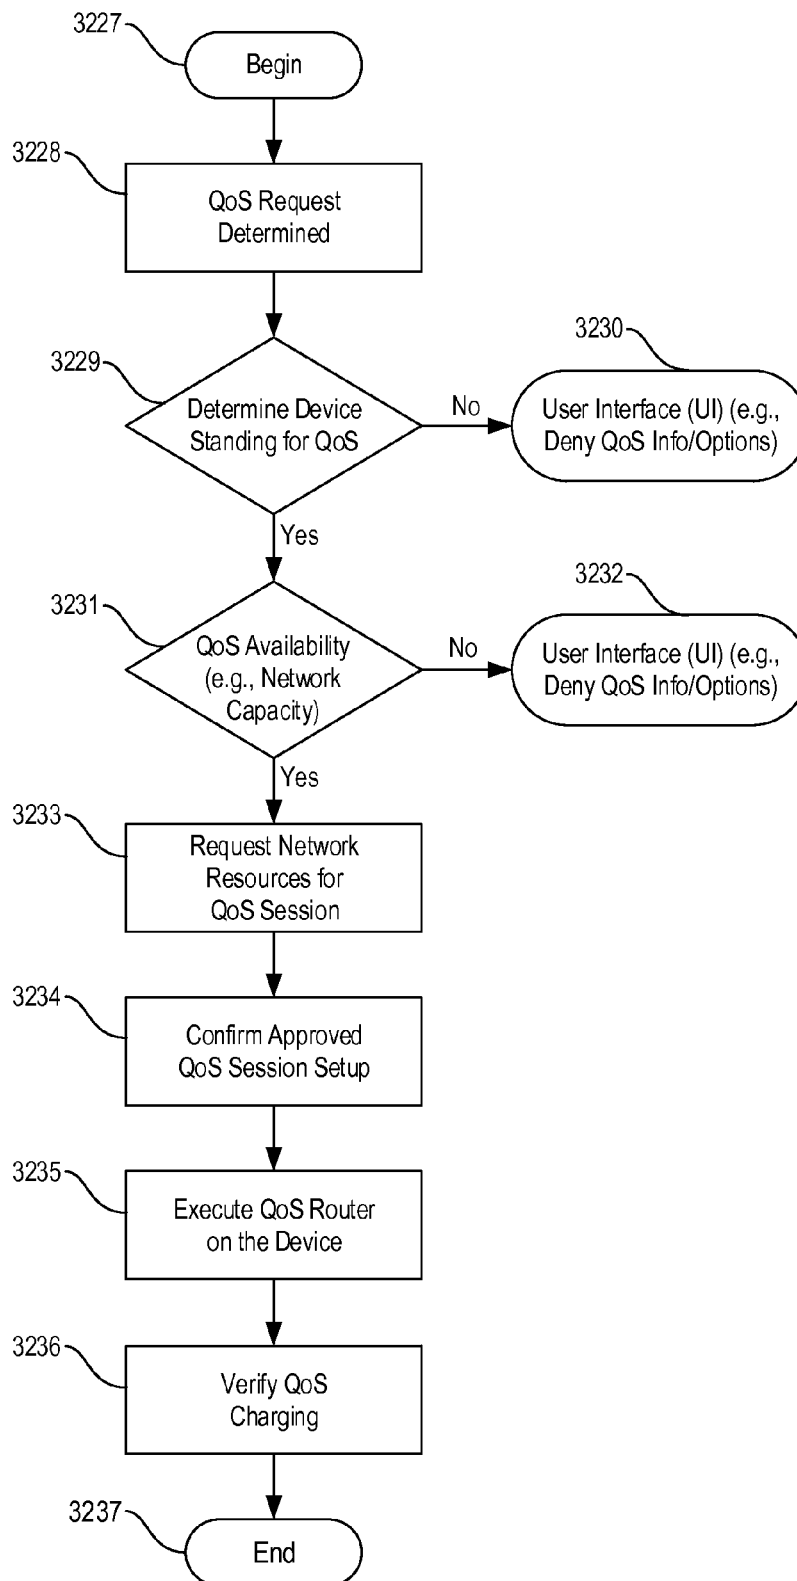 3227
Begin
3228
QoS Request
Determined
3229
Determine Device
Standing for QoS
No
3230
User Interface (UI) (e.g.,
Deny QoS Info/Options)
Yes
3231
QoS Availability
(e.g., Network
Capacity)
No
3232
User Interface (UI) (e.g.,
Deny QoS Info/Options)
Yes
3233
Request Network
Resources for
QoS Session
3234
Confirm Approved
QoS Session Setup
3235
Execute QoS Router
on the Device
3236
Verify QoS
Charging
3237
End